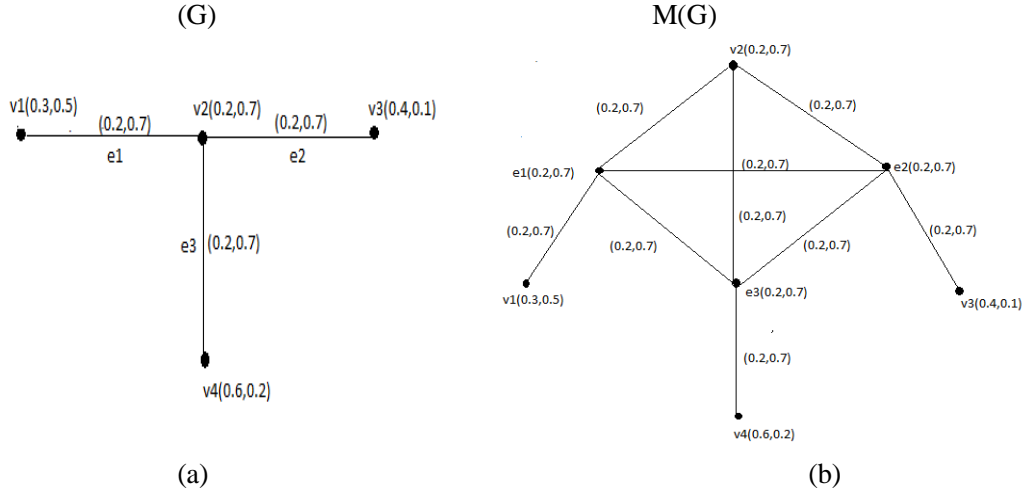 (G)
v1(0.3,0.5)
(0.2,0.7)
v2(0.2,0.7)
(0.2,0.7)
v3(0.4,0.1)
e1
e2
e3
(0.2,0.7)
v4(0.6,0.2)
(a)
M(G)
v2(0.2,0.7)
(0.2,0.7)
(0.2,0.7)
e1(0.2,0.7)
(0.2,0.7)
e2(0.2,0.7)
(0.2,0.7)
(0.2,0.7)
(0.2,0.7)
(0.2,0.7)
(0.2,0.7)
v1(0.3,0.5)
e3(0.2,0.7)
v3(0.4,0.1)
(0.2,0.7)
v4(0.6,0.2)
(b)